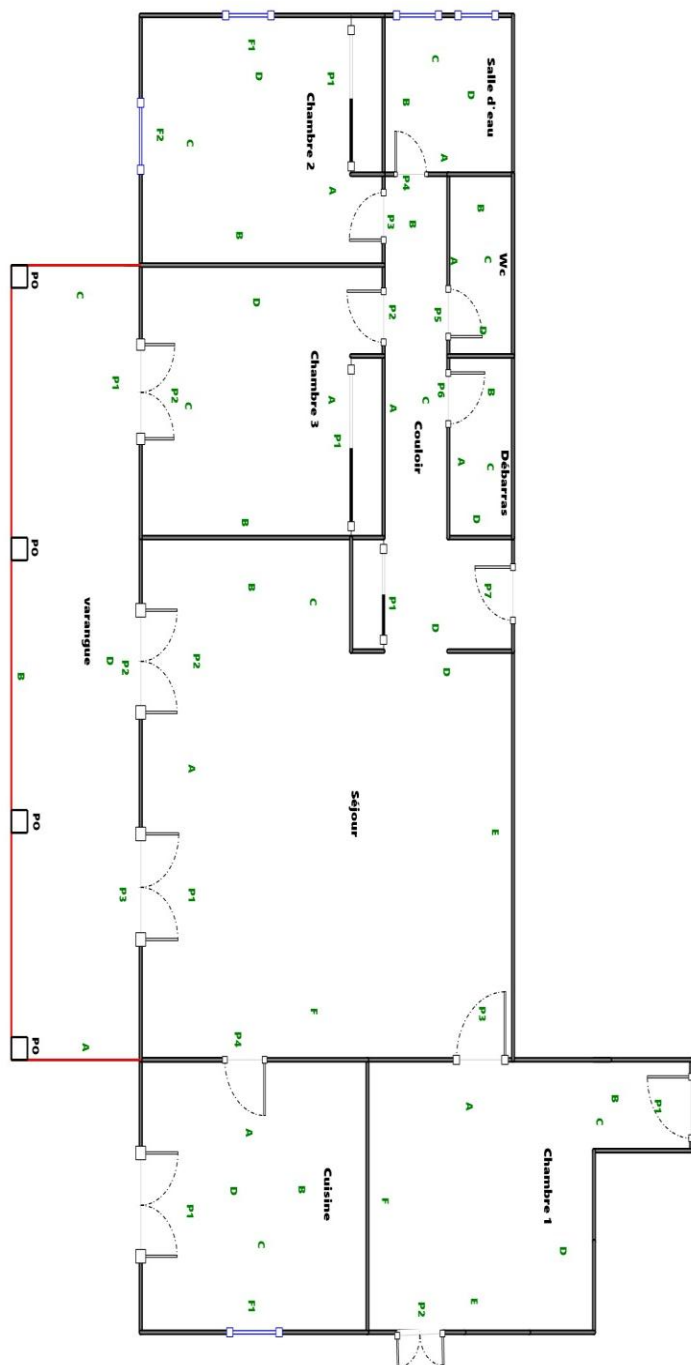 F1
D
P1
C
Salle d'eau
D
B
Chambre 2
F2
C
A
P4
A
P3
B
B
B
A
C
Wc
PO
C
D
P2
P5
D
P1
P2
C
Chambre 3
A
P1
P6
C
A
Couloir
B
A
C
Débarras
B
D
PO
varangue
B
C
P1
P7
D
D
B
D
P2
P2
A
Séjour
E
PO
P3
P1
F
P3
PO
A
P4
P1
B
C
A
A
Cuisine
B
D
Chambre 1
F
P1
C
D
F1
E
P2